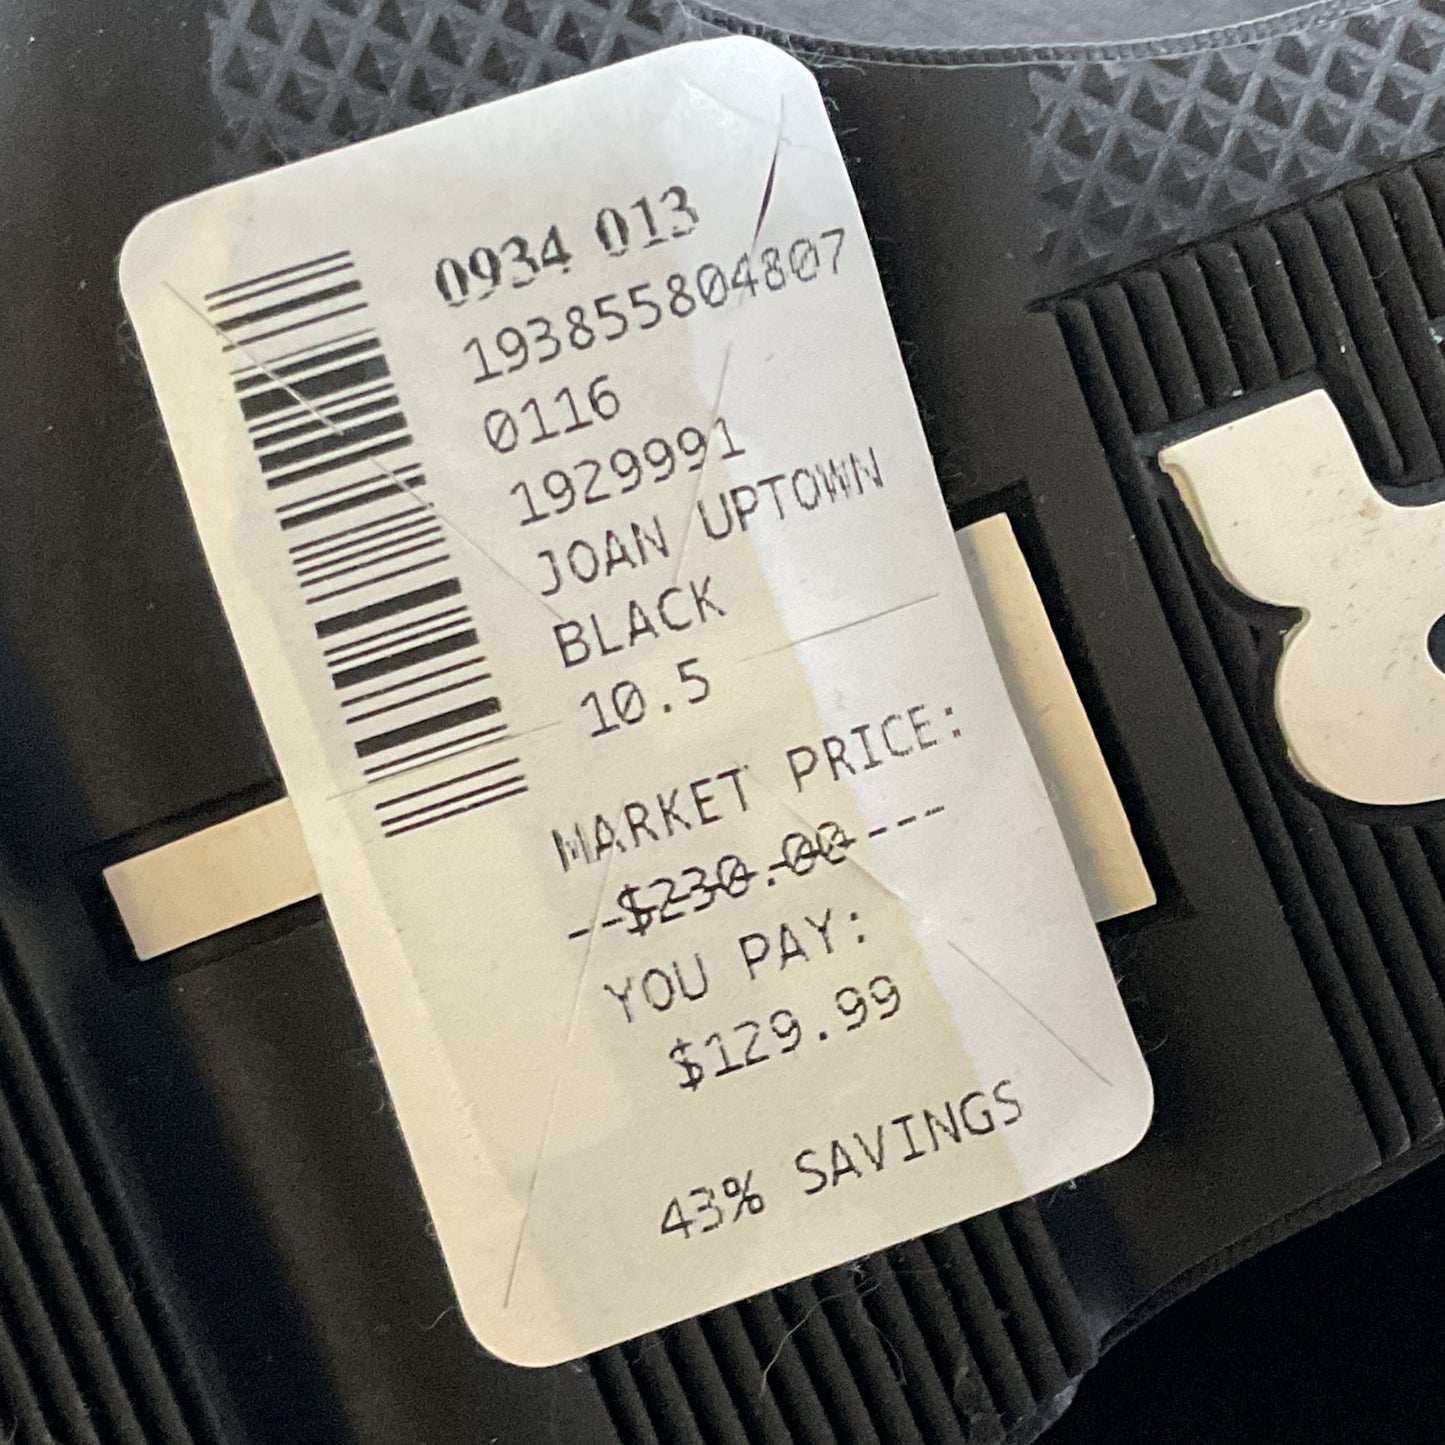 0934 013
193855804807
0116
1929991
JOAN UPTOWN
BLACK
10.5
MARKET PRICE:
--$230.00---
YOU PAY:
$129.99
43% SAVINGS